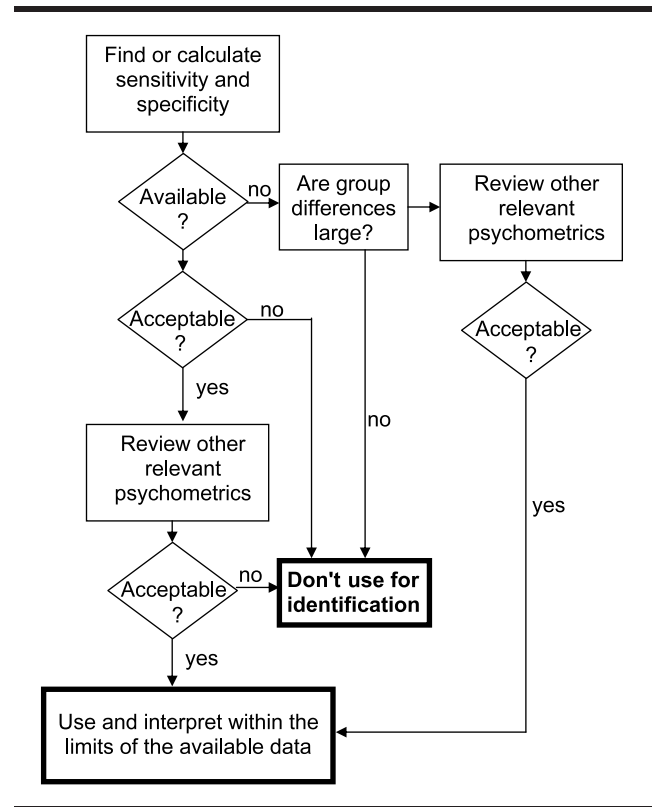 Find or calculate
sensitivity and
specificity
Available
?
no
Are group
differences
large?
Review other
relevant
psychometrics
Acceptable
?
no
Acceptable
?
yes
no
Review other
relevant
psychometrics
yes
Acceptable
?
no
Don't use for
identification
yes
Use and interpret within the
limits of the available data